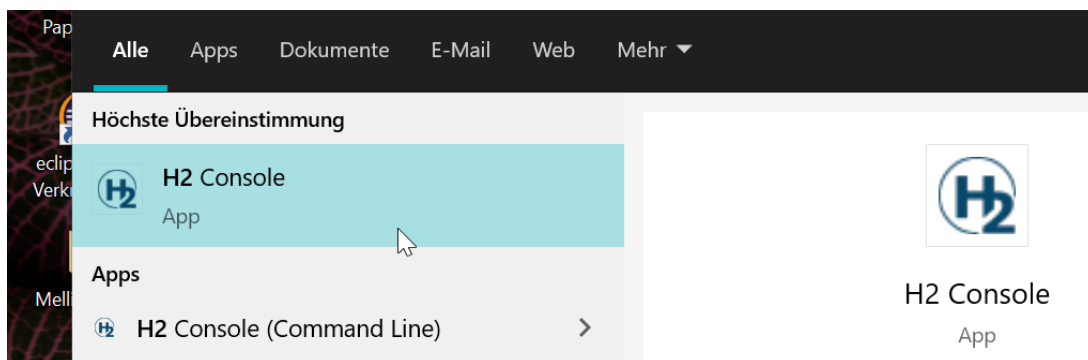 Pap
Alle Apps Dokumente E-Mail Web Mehr
Höchste Übereinstimmung
eclip
Verk
H2 Console
App
H2
Apps
Melli
H2 Console (Command Line)
H2 Console
App